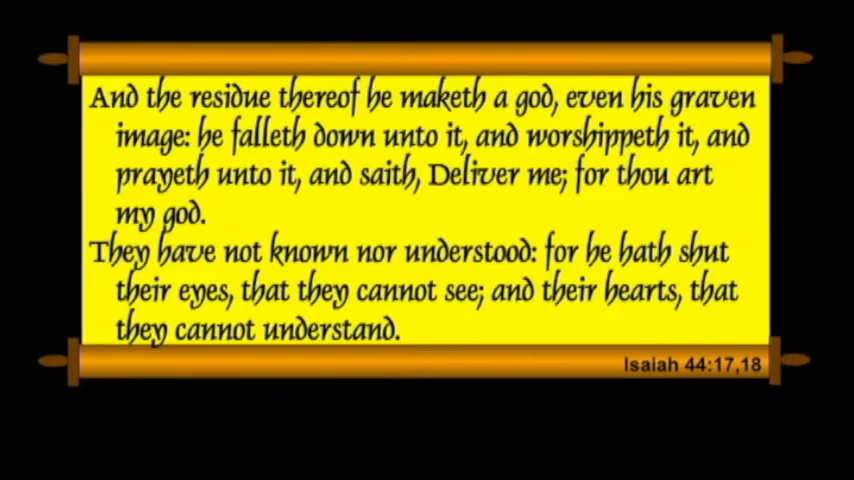 And the residue thereof he maketh a god, even his graven
image: he falleth down unto it, and worshippeth it, and
prayeth unto it, and saith, Deliver me; for thou art
my god.
They have not known nor understood: for he hath shut
their eyes, that they cannot see; and their hearts, that
they cannot understand.
Isaiah 44:17,18